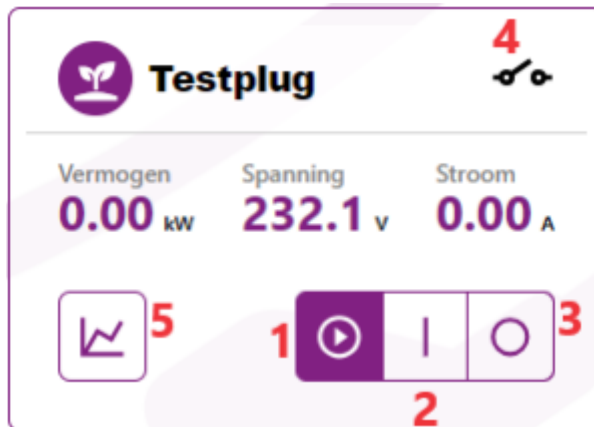 4
Testplug
Vermogen Spanning Stroom
0.00 kW 232.1 V 0.00 A
5 1 3
2